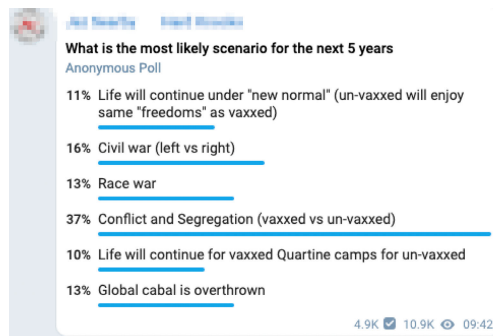 What is the most likely scenario for the next 5 years
Anonymous Poll
11% Life will continue under "new normal" (un-vaxxed will enjoy
same "freedoms" as vaxxed)
16% Civil war (left vs right)
13% Race war
37% Conflict and Segregation (vaxxed vs un-vaxxed)
10% Life will continue for vaxxed Quartine camps for un-vaxxed
13% Global cabal is overthrown
4.9K 10.9K 09:42